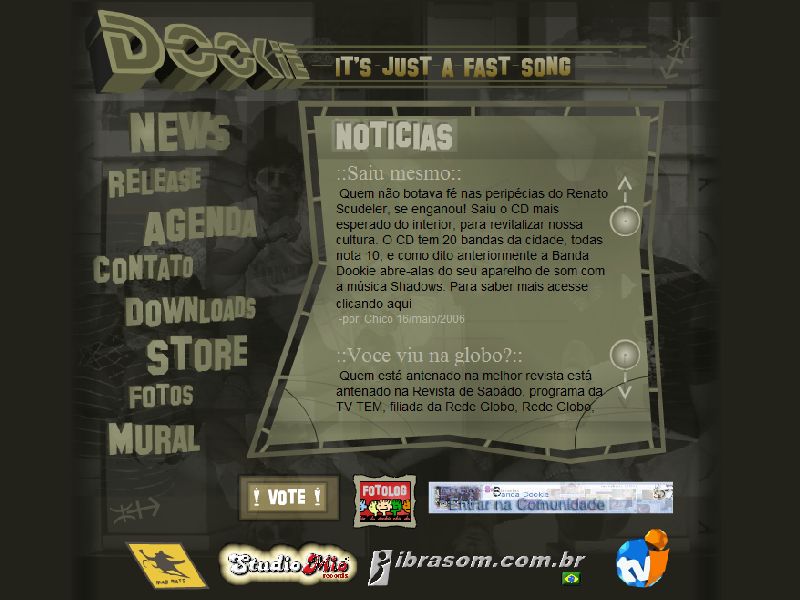 DOOKIE
IT'S JUST A FAST SONG
NEWS
RELEASE
AGENDA
CONTATO
DOWNLOADS
STORE
FOTOS
MURAL
NOTICIAS
::Saiu mesmo::
Quem não botava fé nas peripécias do Renato
Scudeler, se enganou! Saiu o CD mais
esperado do interior, para revitalizar nossa
cultura. O CD tem 20 bandas da cidade, todas
nota 10, e como dito anteriormente a Banda
Dookie abre-alas do seu aparelho de som com
a música Shadows. Para saber mais acesse
clicando aqui
-por: Chico 16/maio/2006
::Voce viu na globo?::
Quem está antenado na melhor revista está
antenado na Revista de Sabádo, programa da
TV TEM, filiada da Rede Globo, Rede Globo,
! VOTE !
FOTOLOG
Banda Dookie
Entrar na Comunidade
Studio Mio
records
ibrasom.com.br
tv